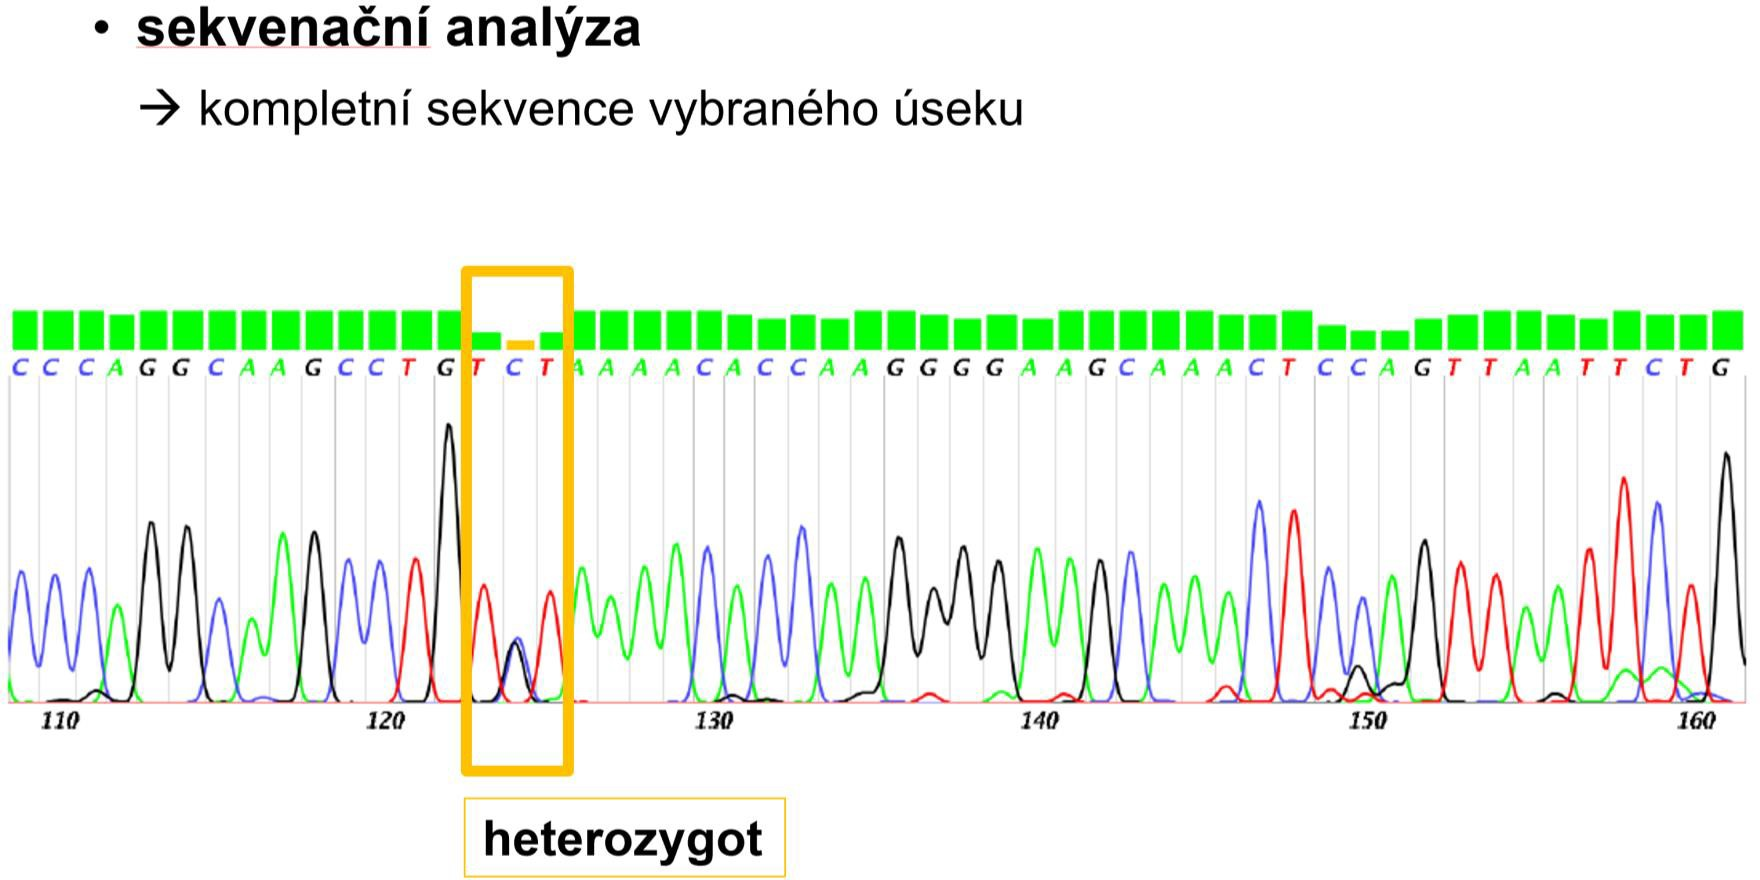 • sekvenační analýza
→ kompletní sekvence vybraného úseku
C C C A G G C A A G C C T G T C T A A A A C A C C A A G G G G A A G C A A A C T C C A G T T A A T T C T G
110 120 130 140 150 160
heterozygot